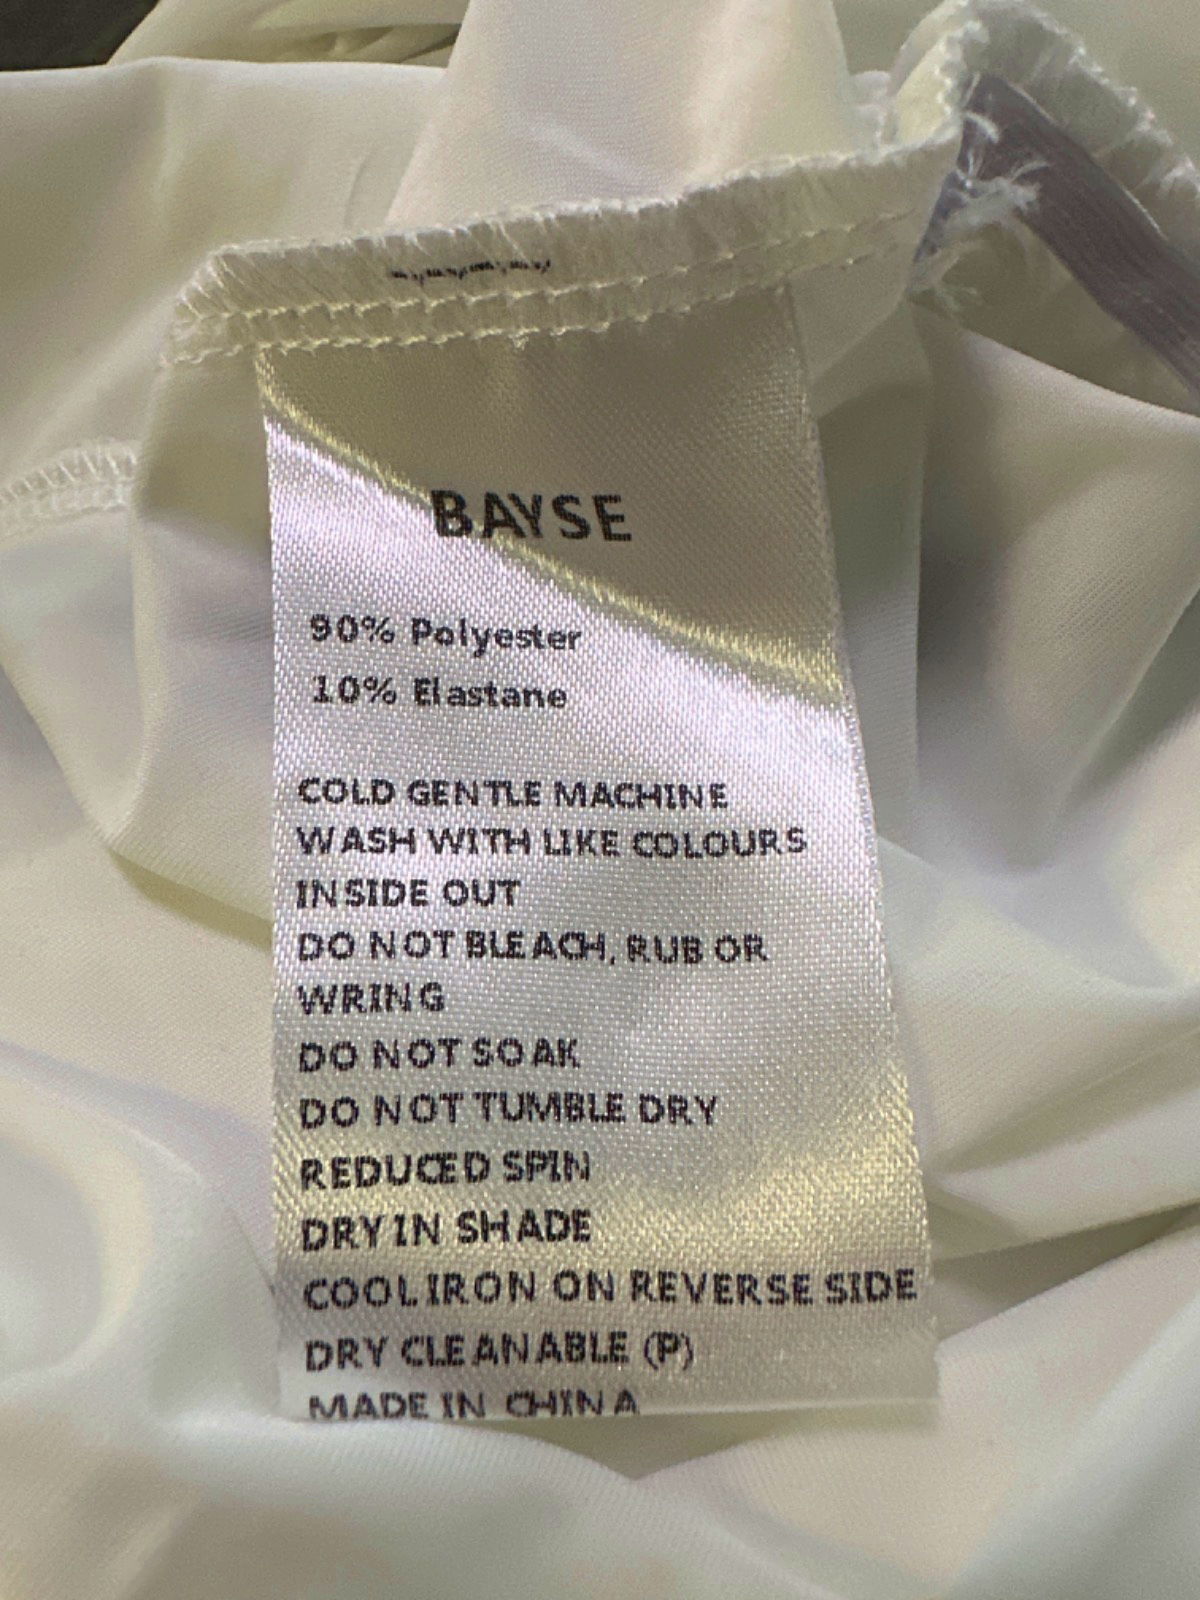 BAYSE
90% Polyester
10% Elastane
COLD GENTLE MACHINE
WASH WITH LIKE COLOURS
INSIDE OUT
DO NOT BLEACH, RUB OR
WRING
DO NOT SOAK
DO NOT TUMBLE DRY
REDUCED SPIN
DRY IN SHADE
COOL IRON ON REVERSE SIDE
DRY CLEANABLE (P)
MADE IN CHINA